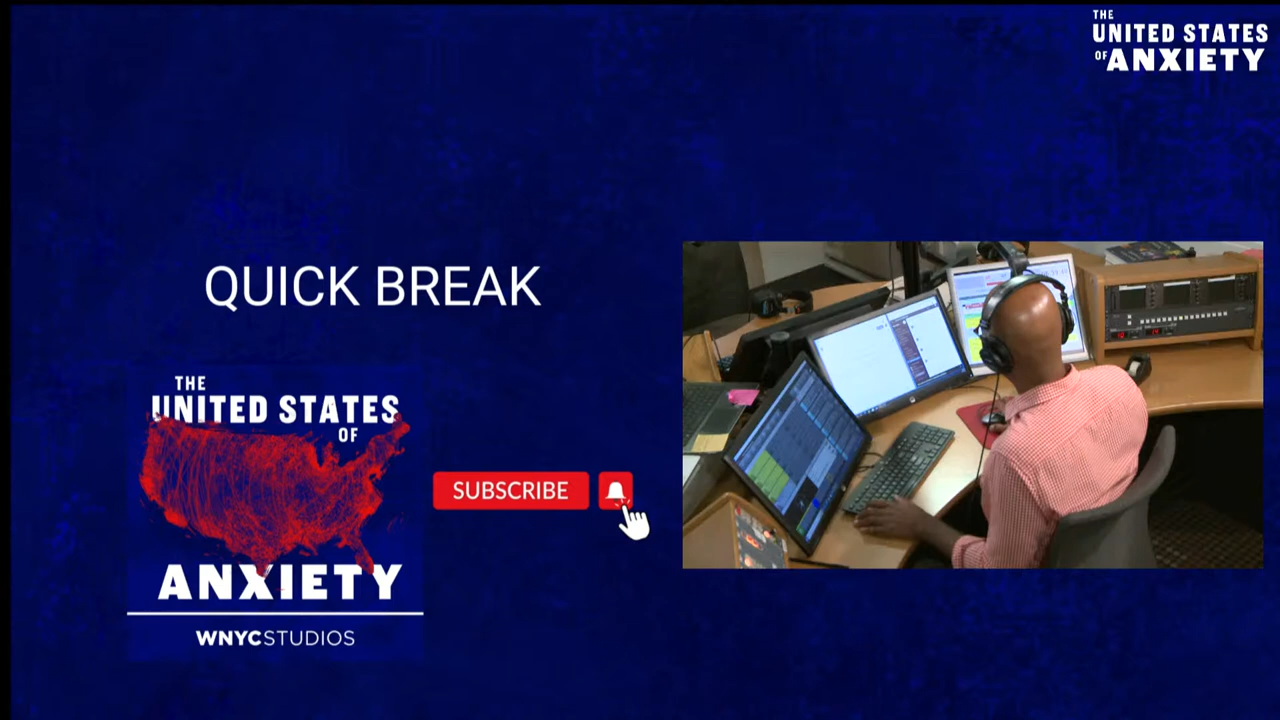 THE
UNITED STATES
OF ANXIETY
QUICK BREAK
THE
UNITED STATES
OF
ANXIETY
WNYCSTUDIOS
SUBSCRIBE